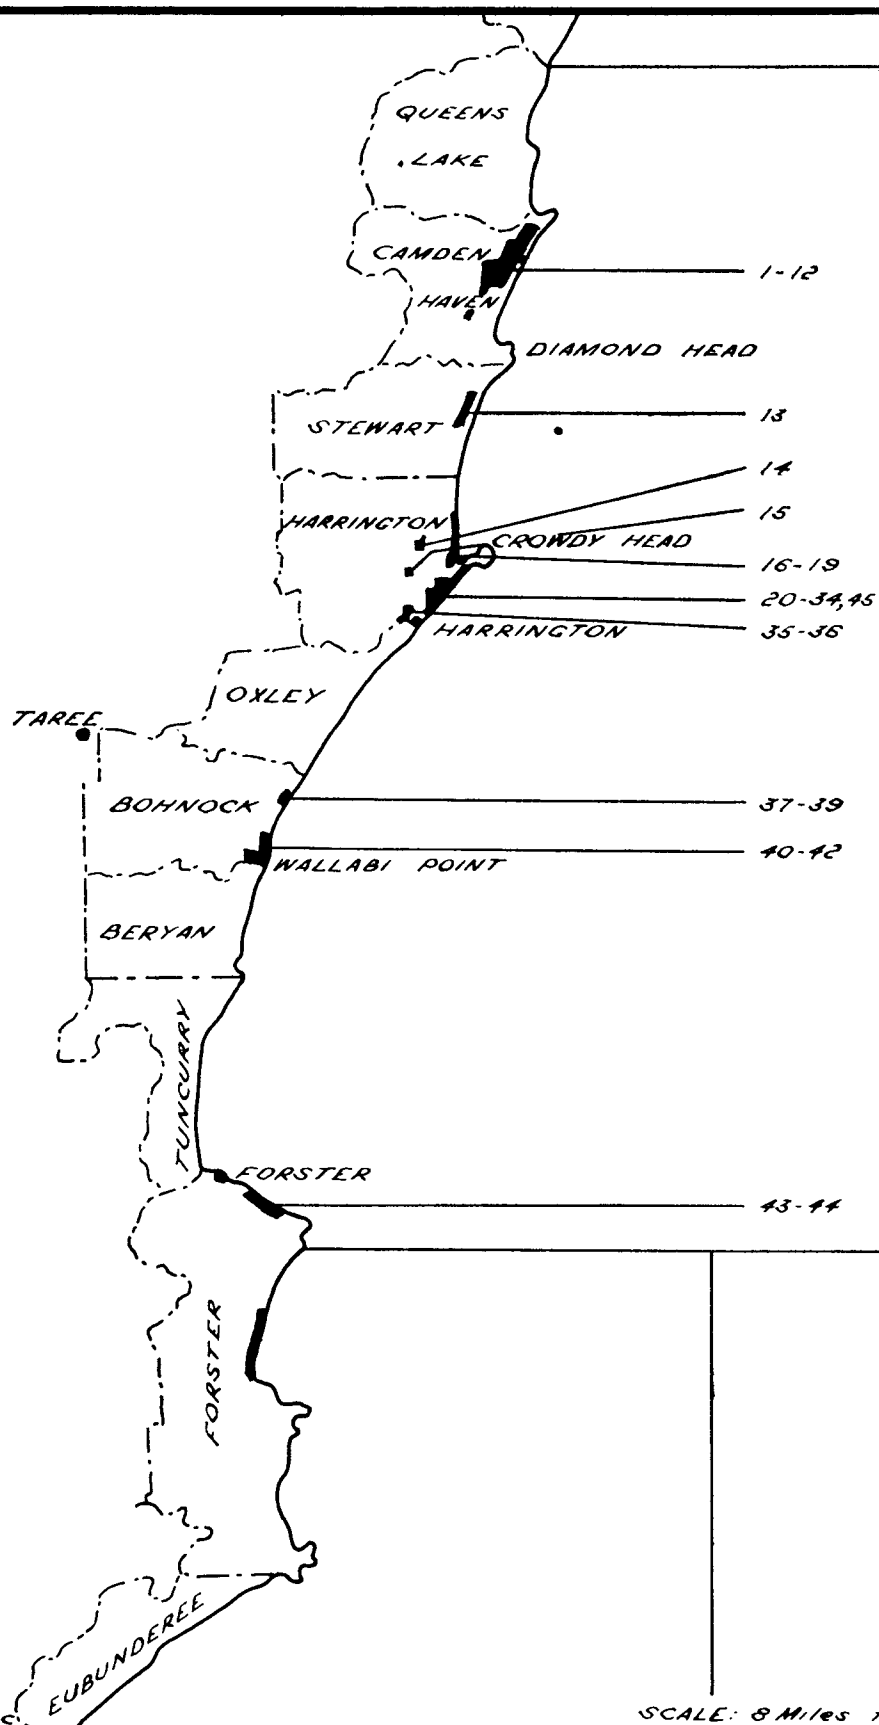 QUEENS
LAKE
CAMDEN
1-12
HAVEN
DIAMOND HEAD
13
STEWART
14
15
HARRINGTON
CROWDY HEAD
16-19
20-34,45
35-36
HARRINGTON
OXLEY
TAREE
BOHNOCK
37-39
40-42
WALLABI POINT
BERYAN
TUNCURRY
FORSTER
43-44
FORSTER
EUBUNDEREE
SCALE: 8 Miles